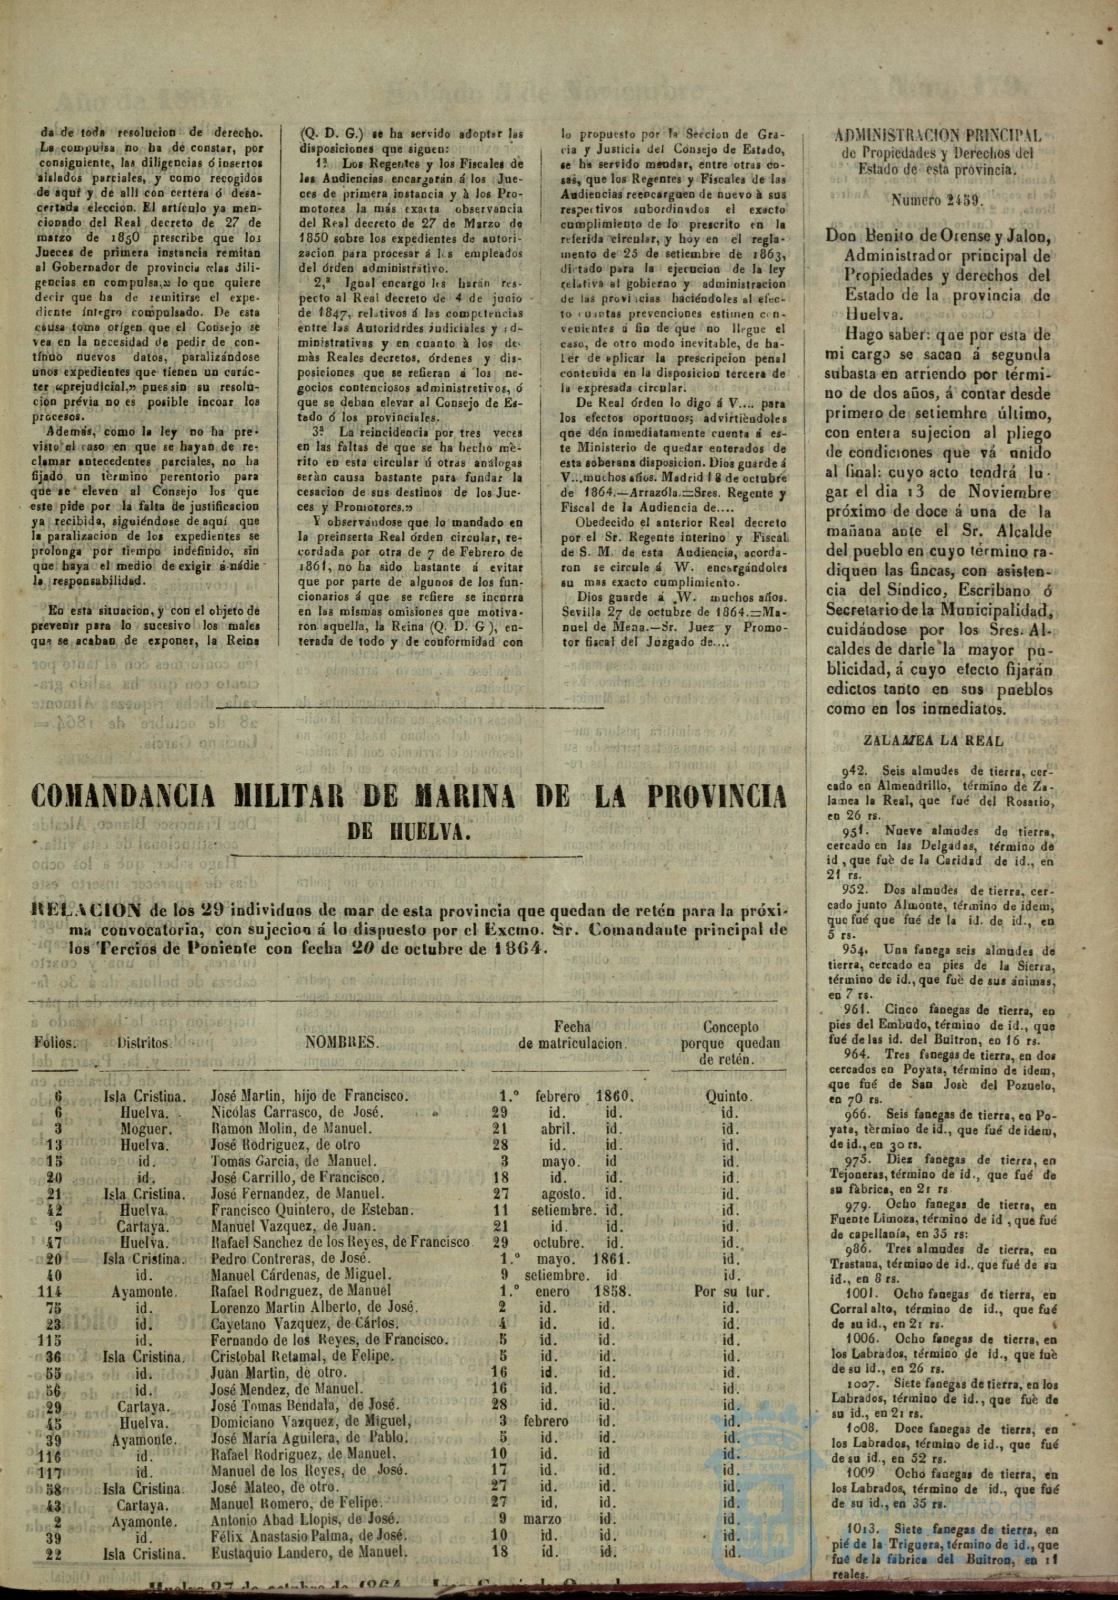 da de toda resolucion de derecho.
La compulsa no ha de constar, por
consiguiente, las diligencias ó insertos
aislados parciales, y como recogidos
de aquí y de allí con certera ó desa-
certada eleccion. El artículo ya men-
cionado del Real decreto de 27 de
marzo de 1850 prescribe que los
Jueces de primera instancia remitan
al Gobernador de provincia «las dili-
gencias en compulsa,» lo que quiere
decir que ha de remitirse el expe-
diente íntegro compulsado. De esta
causa toma orígen que el Consejo se
vea en la necesidad de pedir de con-
tínuo nuevos datos, paralizándose
unos expedientes que tienen un carác-
ter «prejudicial,» pues sin su resolu-
cion prévia no es posible incoar los
procesos.
Además, como la ley no ha pre-
visto el caso en que se hayan de re-
clamar antecedentes parciales, no ha
fijado un término perentorio para
que se eleven al Consejo los que
este pide por la falta de justificacion
ya recibida, siguiéndose de aquí que
la paralizacion de los expedientes se
prolonga por tiempo indefinido, sin
que haya el medio de exigir á nádie
la responsabilidad.
En esta situacion, y con el objeto de
prevenir para lo sucesivo los males
que se acaban de exponer, la Reina
(Q. D. G.) se ha servido adoptar las
disposiciones que siguen:
1.ª Los Regentes y los Fiscales de
las Audiencias encargarán á los Jue-
ces de primera instancia y á los Pro-
motores la más exacta observancia
del Real decreto de 27 de Marzo de
1850 sobre los expedientes de autori-
zacion para procesar á los empleados
del órden administrativo.
2.ª Igual encargo les harán res-
pecto al Real decreto de 4 de junio
de 1847, relativos á las competencias
entre las Autoridrdes judiciales y ad-
ministrativas y en cuanto à los de-
màs Reales decretos, órdenes y dis-
posiciones que se refieran á los ne-
gocios contenciosos administretivos, ó
que se deban elevar al Consejo de Es-
tado ó los provinciales.
3.ª La reincidencia por tres veces
en las faltas de que se ha hecho mè-
rito en esta circular ú otras análogas
seràn causa bastante para fundar la
cesacion de sus destinos de los Jue-
ces y Promotores.»
Y observándose que lo mandado en
la preinserta Real órden circular, re-
cordada por otra de 7 de Febrero de
1861, no ha sido bastante á evitar
que por parte de algunos de los fun-
cionarios á que se refiere se incurra
en las mismas omisiones que motiva-
ron aquella, la Reina (Q. D. G ), en-
terada de todo y de conformidad con
lo propuesto por la Seccion de Gra-
cia y Justicia del Consejo de Estado,
se ha servido mandar, entre otras co-
sas, que los Regentes y Fiscales de las
Audiencias reencarguen de nuevo á sus
respectivos subordinados el exacto
cumplimiento de lo prescrito en la
referida circular, y hoy en el regla-
mento de 25 de setiembre de 1863,
dictado para la ejecucion de la ley
relativa al gobierno y administracion
de las provincias haciéndoles al efec-
to cuantas prevenciones estimen con-
venientes á fin de que no llegue el
caso, de otro modo inevitable, de ha-
ler de aplicar la prescripcion penal
contenida en la disposicion tercera de
la expresada circular.
De Real órden lo digo á V.... para
los efectos oportunos; advirtiéndoles
que dén inmediatamente cuenta á es-
te Ministerio de quedar enterados de
esta soberana disposicion. Dios guarde á
V...muchos años. Madrid 18 de octubre
de 1864.—Arrazóla.=Sres. Regente y
Fiscal de la Audiencia de....
Obedecido el anterior Real decreto
por el Sr. Regente interino y Fiscal
de S. M. de esta Audiencia, acorda-
ron se circule á W. encargándoles
su mas exacto cumplimiento.
Dios guarde á W. muchos años.
Sevilla 27 de octubre de 1864.=Ma-
nuel de Mena.—Sr. Juez y Promo-
tor fiscal del Juzgado de....
COMANDANCIA MILITAR DE MARINA DE LA PROVINCIA
DE HUELVA.
RELACION de los 29 individuos de mar de esta provincia que quedan de retén para la próxi-
ma convocatoria, con sujecion á lo dispuesto por el Excmo. Sr. Comandante principal de
los Tercios de Poniente con fecha 20 de octubre de 1864.
Fólios. Distritos. NOMBRES. Fecha de matriculacion. Concepto porque quedan de retén.
6 Isla Cristina. José Martin, hijo de Francisco. 1.º febrero 1860. Quinto.
6 Huelva. Nicolás Carrasco, de José. 29 id. id. id.
3 Moguer. Ramon Molin, de Manuel. 21 abril. id. id.
13 Huelva. José Rodriguez, de otro 28 id. id. id.
15 id. Tomas Garcia, de Manuel. 3 mayo. id id.
20 id. José Carrillo, de Francisco. 18 id. id. id.
21 Isla Cristina. José Fernandez, de Manuel. 27 agosto. id. id.
42 Huelva. Francisco Quintero, de Esteban. 11 setiembre. id. id.
9 Cartaya. Manuel Vazquez, de Juan. 21 id. id. id.
47 Huelva. Rafael Sanchez de los Reyes, de Francisco 29 octubre. id. id.
20 Isla Cristina. Pedro Contreras, de José. 1.º mayo. 1861. id.
40 id. Manuel Cárdenas, de Miguel. 9 setiembre. id id.
114 Ayamonte. Rafael Rodriguez, de Manuel 1.º enero 1858. Por su tur.
75 id. Lorenzo Martin Alberto, de José. 2 id. id. id.
23 id. Cayetano Vazquez, de Cárlos. 4 id. id. id.
115 id. Fernando de los Reyes, de Francisco. 5 id. id. id.
36 Isla Cristina. Cristobal Retamal, de Felipe. 5 id. id. id.
55 id. Juan Martin, de otro. 16 id. id. id.
56 id. José Mendez, de Manuel. 16 id. id. id.
29 Cartaya. José Tomas Bendala, de José. 28 id. id. id.
45 Huelva. Domiciano Vazquez, de Miguel, 3 febrero id. id.
39 Ayamonte. José María Aguilera, de Pablo. 5 id. id. id.
116 id. Rafael Rodriguez, de Manuel. 10 id. id id.
117 id. Manuel de los Reyes, de José. 17 id. id. id.
58 Isla Cristina. José Mateo, de otro. 27 id. id. id.
43 Cartaya. Manuel Romero, de Felipe. 27 id. id. id.
2 Ayamonte. Antonio Abad Llopis, de José. 9 marzo id. id.
39 id. Félix Anastasio Palma, de José. 10 id. id. id.
22 Isla Cristina. Eustaquio Landero, de Manuel. 18 id. id. id.
Huelva 27 de octubre de 1864.
ADMINISTRACION PRINCIPAL
de Propiedades y Derechos del
Estado de esta provincia.
Numero 2459.
Don Benito de Orense y Jalon,
Administrador principal de
Propiedades y derechos del
Estado de la provincia de
Huelva.
Hago saber: que por esta de
mi cargo se sacan á segunda
subasta en arriendo por térmi-
no de dos años, á contar desde
primero de setiembre último,
con entera sujecion al pliego
de condiciones que vá unido
al final: cuyo acto tendrá lu-
gar el dia 13 de Noviembre
próximo de doce á una de la
mañana ante el Sr. Alcalde
del pueblo en cuyo término ra-
diquen las fincas, con asisten-
cia del Síndico, Escribano ó
Secretario de la Municipalidad,
cuidándose por los Sres. Al-
caldes de darle la mayor pu-
blicidad, á cuyo efecto fijarán
edictos tanto en sus pueblos
como en los inmediatos.
ZALAMEA LA REAL
942. Seis almudes de tierra, cer-
cado en Almendrillo, término de Za-
lamea la Real, que fué del Rosario,
en 26 rs.
951. Nueve almudes de tierra,
cercado en las Delgadas, término de
id , que fuè de la Caridad de id., en
21 rs.
952. Dos almudes de tierra, cer-
cado junto Almonte, término de idem,
que fué que fué de la id. de id., en
5 rs.
954. Una fanega seis almudes de
tierra, cercado en pies de la Sierra,
término de id., que fuè de sus ánimas,
en 7 rs.
961. Cinco fanegas de tierra, en
pies del Embudo, término de id., que
fué de las id. del Buitron, en 16 rs.
964. Tres fanegas de tierra, en dos
cercados en Poyata, término de idem,
que fué de San Josè del Pozuelo,
en 70 rs.
966. Seis fanegas de tierra, en Po-
yata, tèrmino de id., que fué de idem,
de id., en 30 rs.
975. Diez fanegas de tierra, en
Tejoneras, término de id., que fué de
su fàbrica, en 21 rs
979. Ocho fanegas de tierra, en
Fuente Limoza, término de id , que fué
de capellanía, en 35 rs:
986. Tres almudes de tierra, en
Trastana, término de id., que fué de su
id., en 8 rs.
1001. Ocho fanegas de tierra, en
Corral alto, término de id., que fué
de su id., en 21 rs.
1006. Ocho fanegas de tierra, en
los Labrados, término de id., que fuè
de su id., en 26 rs.
1007. Siete fanegas de tierra, en los
Labrados, término de id., que fuè de
su id., en 21 rs.
1008. Doce fanegas de tierra, en
los Labrados, término de id., que fué
de su id., en 52 rs.
1009 Ocho fanegas de tierra, en
los Labrados, término de id., que fué
de su id., en 35 rs.
1013. Siete fanegas de tierra, en
pié de la Triguera, término de id., que
fué de la fábrica del Buitron, en 11
reales.